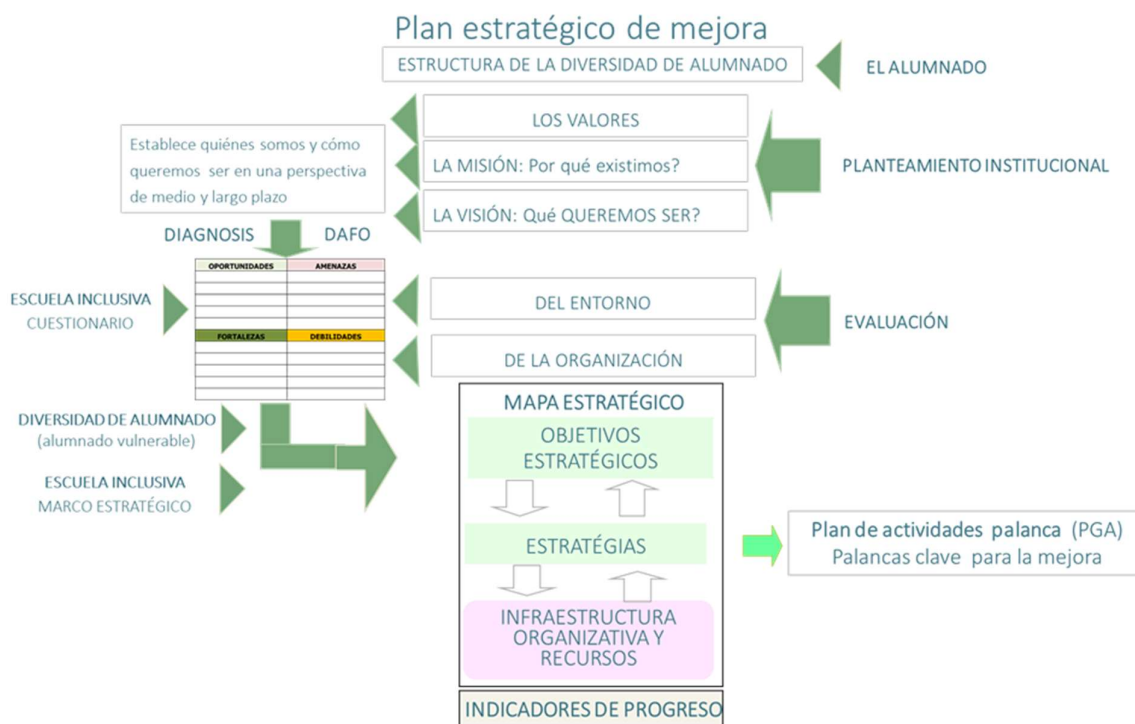 Plan estratégico de mejora
ESTRUCTURA DE LA DIVERSIDAD DE ALUMNADO
EL ALUMNADO
LOS VALORES
Establece quiénes somos y cómo
queremos ser en una perspectiva
de medio y largo plazo
LA MISIÓN: Por qué existimos?
PLANTEAMIENTO INSTITUCIONAL
LA VISIÓN: Qué QUEREMOS SER?
DIAGNOSIS
DAFO
OPORTUNIDADES
AMENAZAS
ESCUELA INCLUSIVA
CUESTIONARIO
DEL ENTORNO
EVALUACIÓN
FORTALEZAS
DEBILIDADES
DE LA ORGANIZACIÓN
MAPA ESTRATÉGICO
DIVERSIDAD DE ALUMNADO
(alumnado vulnerable)
OBJETIVOS
ESTRATÉGICOS
ESCUELA INCLUSIVA
MARCO ESTRATÉGICO
ESTRATÉGIAS
Plan de actividades palanca (PGA)
Palancas clave para la mejora
INFRAESTRUCTURA
ORGANIZATIVA Y
RECURSOS
INDICADORES DE PROGRESO